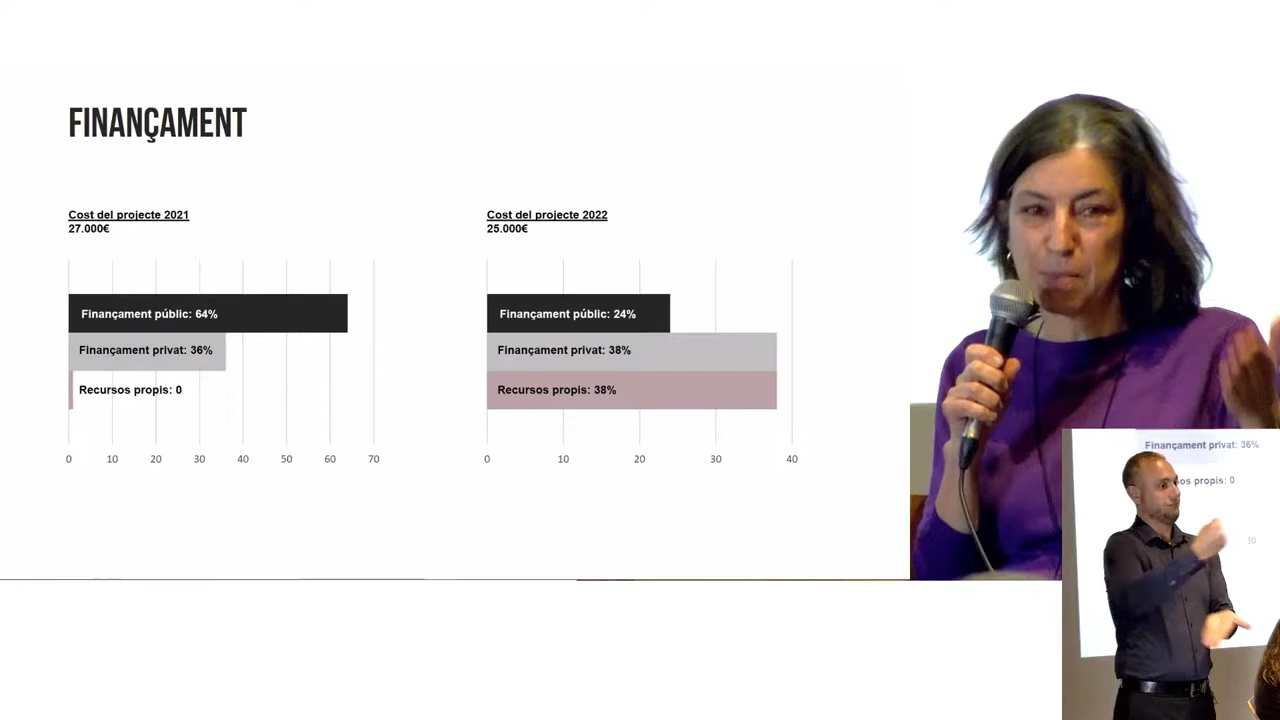 FINANÇAMENT
Cost del projecte 2021
27.000€
Finançament públic: 64%
Finançament privat: 36%
Recursos propis: 0
0 10 20 30 40 50 60 70
Cost del projecte 2022
25.000€
Finançament públic: 24%
Finançament privat: 38%
Recursos propis: 38%
0 10 20 30 40
Finançament privat: 36%
sos propis: 0
30